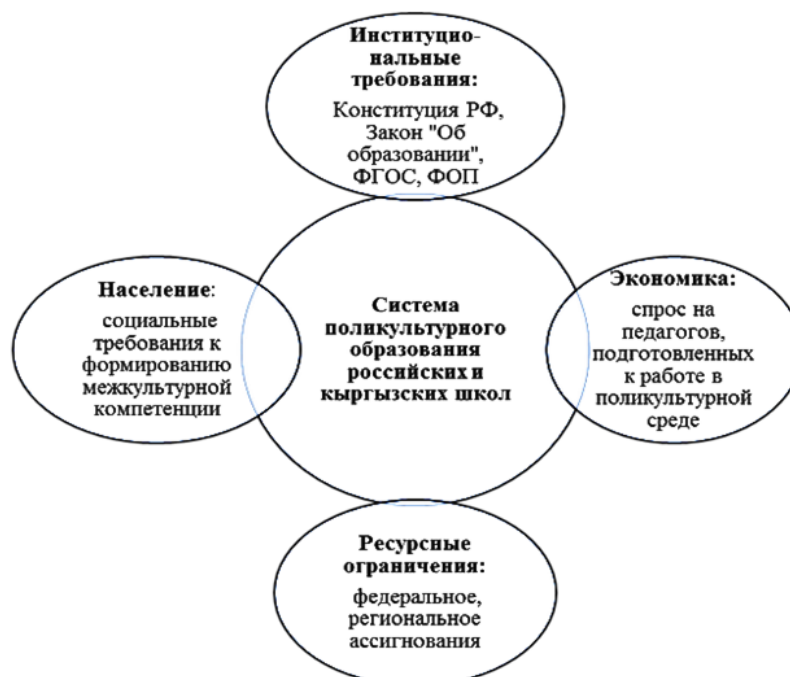 Институцио-
нальные
требования:
Конституция РФ,
Закон "Об
образовании",
ФГОС, ФОП
Население:
социальные
требования к
формированию
межкультурной
компетенции
Система
поликультурного
образования
российских и
кыргызских школ
Экономика:
спрос на
педагогов,
подготовленных
к работе в
поликультурной
среде
Ресурсные
ограничения:
федеральное,
региональное
ассигнования